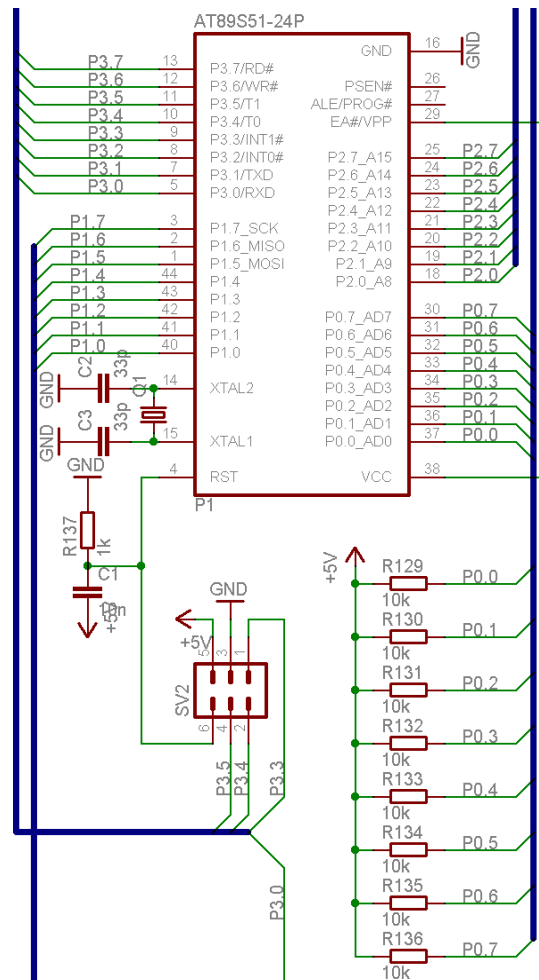 AT89S51-24P
P3.7 13 P3.7/RD# GND 16 GND
P3.6 12 P3.6/WR# PSEN# 26
P3.5 11 P3.5/T1 ALE/PROG# 27
P3.4 10 P3.4/T0 EA#/VPP 29
P3.3 9 P3.3/INT1#
P3.2 8 P3.2/INT0# P2.7_A15 25 P2.7
P3.1 7 P3.1/TXD P2.6_A14 24 P2.6
P3.0 5 P3.0/RXD P2.5_A13 23 P2.5
P2.4_A12 22 P2.4
P1.7 3 P1.7_SCK P2.3_A11 21 P2.3
P1.6 2 P1.6_MISO P2.2_A10 20 P2.2
P1.5 1 P1.5_MOSI P2.1_A9 19 P2.1
P1.4 44 P1.4 P2.0_A8 18 P2.0
P1.3 43 P1.3
P1.2 42 P1.2 P0.7_AD7 30 P0.7
P1.1 41 P1.1 P0.6_AD6 31 P0.6
P1.0 40 P1.0 P0.5_AD5 32 P0.5
P0.4_AD4 33 P0.4
GND C2 33p Q1 14 XTAL2 P0.3_AD3 34 P0.3
P0.2_AD2 35 P0.2
P0.1_AD1 36 P0.1
GND C3 33p 15 XTAL1 P0.0_AD0 37 P0.0
GND 4 RST VCC 38
P1
R137
1k
C1
+5V
GND
+5V
5 3 1
SV2
6 4 2
P3.5 P3.4 P3.3
P3.0
+5V
R129 P0.0
10k
R130 P0.1
10k
R131 P0.2
10k
R132 P0.3
10k
R133 P0.4
10k
R134 P0.5
10k
R135 P0.6
10k
R136 P0.7
10k